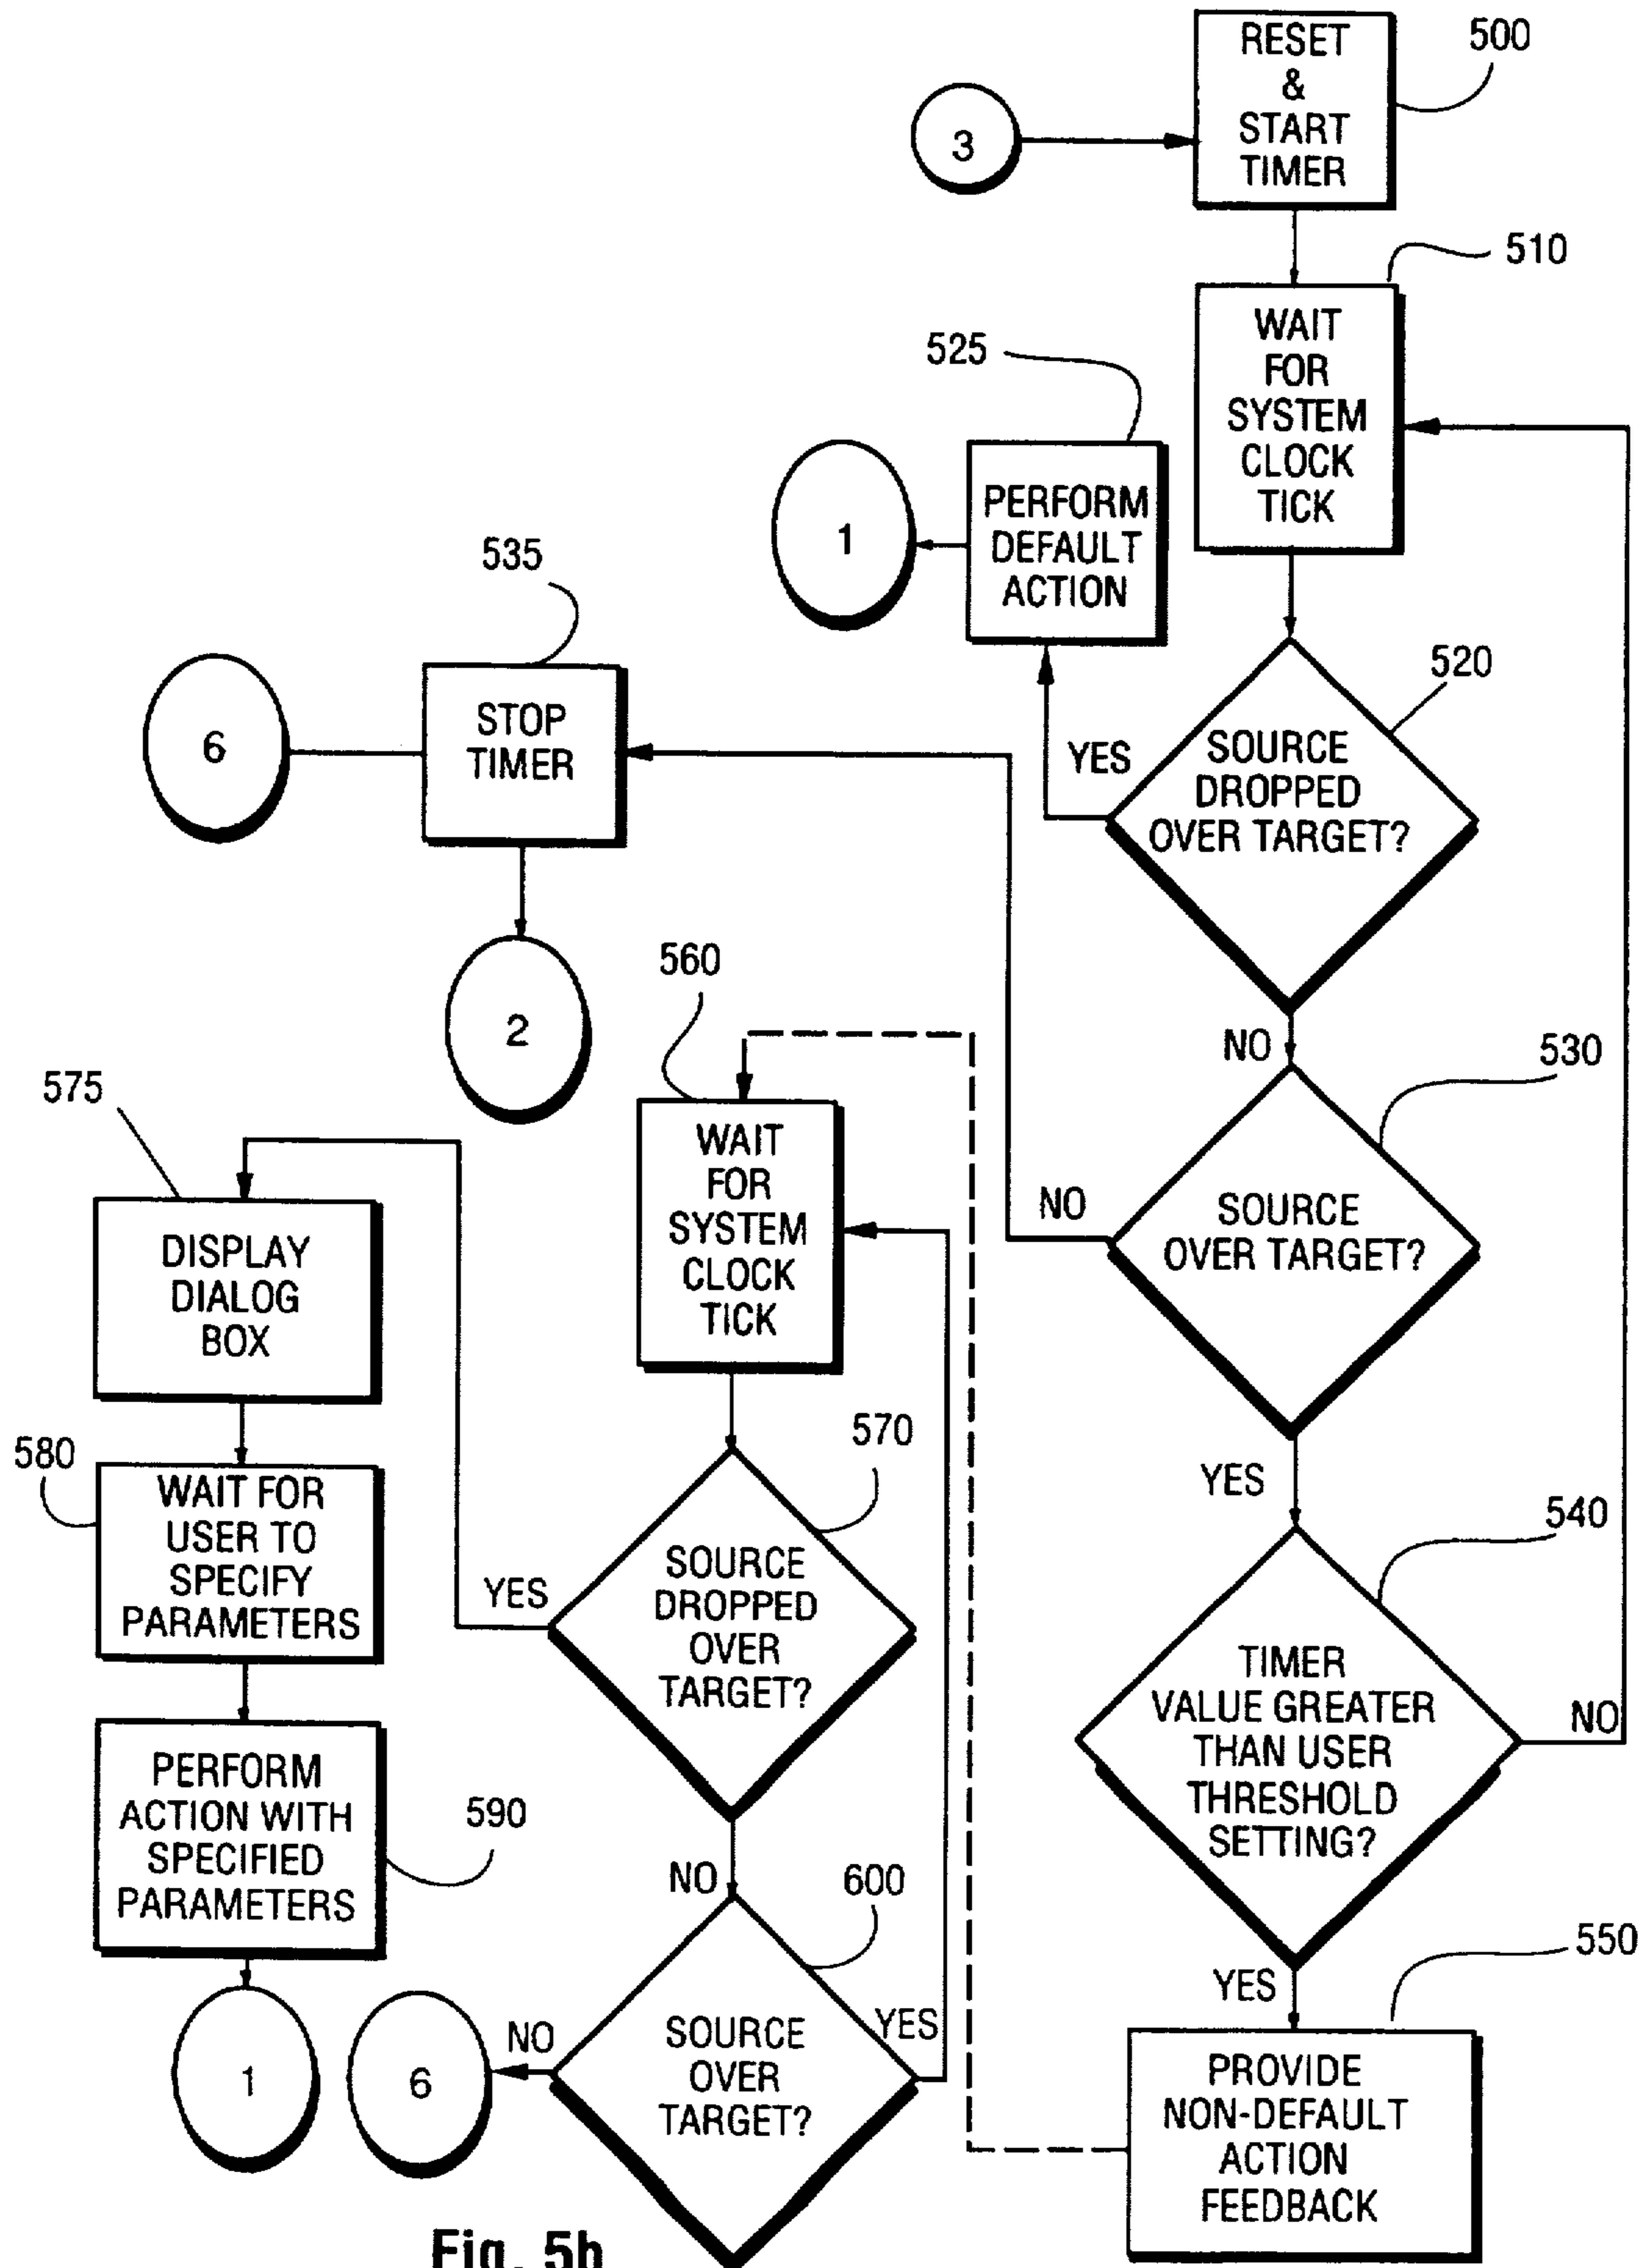 RESET
&
START
TIMER
500
3
510
WAIT
FOR
SYSTEM
CLOCK
TICK
525
PERFORM
DEFAULT
ACTION
1
535
STOP
TIMER
6
2
520
SOURCE
DROPPED
OVER TARGET?
YES
NO
530
SOURCE
OVER TARGET?
NO
YES
540
TIMER
VALUE GREATER
THAN USER
THRESHOLD
SETTING?
NO
YES
550
PROVIDE
NON-DEFAULT
ACTION
FEEDBACK
560
WAIT
FOR
SYSTEM
CLOCK
TICK
570
SOURCE
DROPPED
OVER
TARGET?
YES
NO
575
DISPLAY
DIALOG
BOX
580
WAIT FOR
USER TO
SPECIFY
PARAMETERS
PERFORM
ACTION WITH
SPECIFIED
PARAMETERS
590
1
600
SOURCE
OVER
TARGET?
NO
YES
6
Fig. 5b